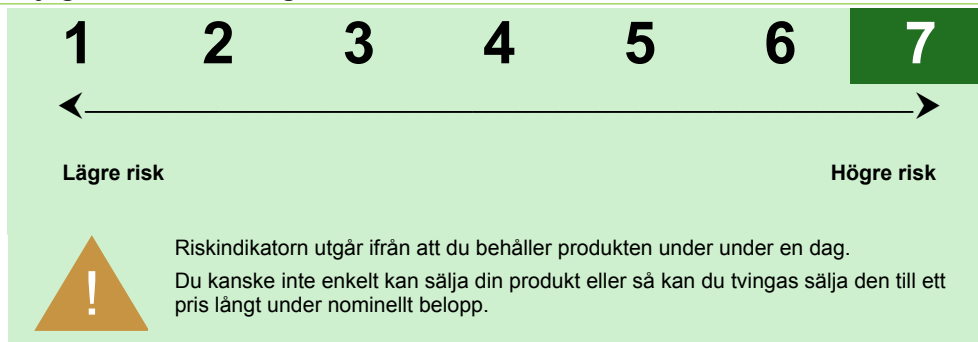 1 2 3 4 5 6 7
Lägre risk Högre risk
!
Riskindikatorn utgår ifrån att du behåller produkten under under en dag.
Du kanske inte enkelt kan sälja din produkt eller så kan du tvingas sälja den till ett
pris långt under nominellt belopp.